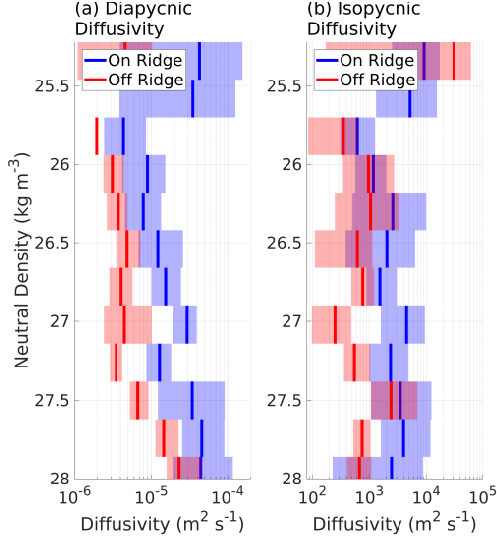 (a) Diapycnic
Diffusivity
(b) Isopycnic
Diffusivity
On Ridge
Off Ridge
On Ridge
Off Ridge
Neutral Density (kg m-3)
25.5
26
26.5
27
27.5
28
25.5
26
26.5
27
27.5
28
10-6
10-5
10-4
102
103
104
105
Diffusivity (m2 s-1)
Diffusivity (m2 s-1)